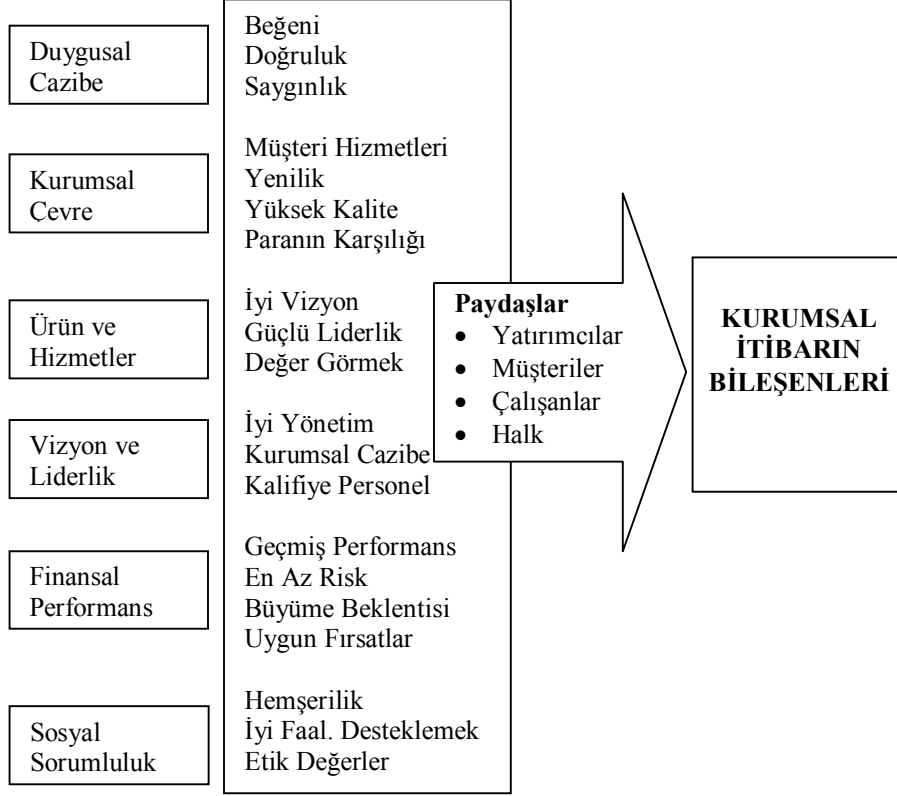 Duygusal
Cazibe
Beğeni
Doğruluk
Saygınlık
Kurumsal
Çevre
Müşteri Hizmetleri
Yenilik
Yüksek Kalite
Paranın Karşılığı
Ürün ve
Hizmetler
İyi Vizyon
Güçlü Liderlik
Değer Görmek
Vizyon ve
Liderlik
İyi Yönetim
Kurumsal Cazibe
Kalifiye Personel
Finansal
Performans
Geçmiş Performans
En Az Risk
Büyüme Beklentisi
Uygun Fırsatlar
Sosyal
Sorumluluk
Hemşerilik
İyi Faal. Desteklemek
Etik Değerler
Paydaşlar
• Yatırımcılar
• Müşteriler
• Çalışanlar
• Halk
KURUMSAL
İTİBARIN
BİLEŞENLERİ